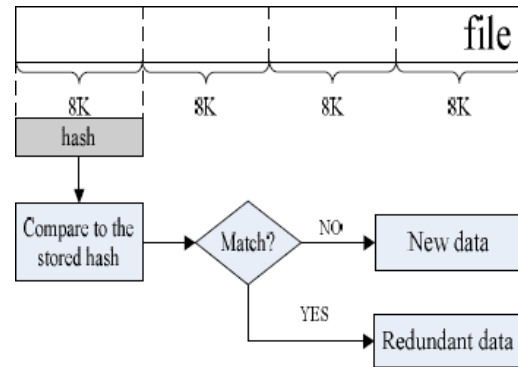 file
8K
8K
8K
8K
hash
Compare to the
stored hash
Match?
NO
New data
YES
Redundant data